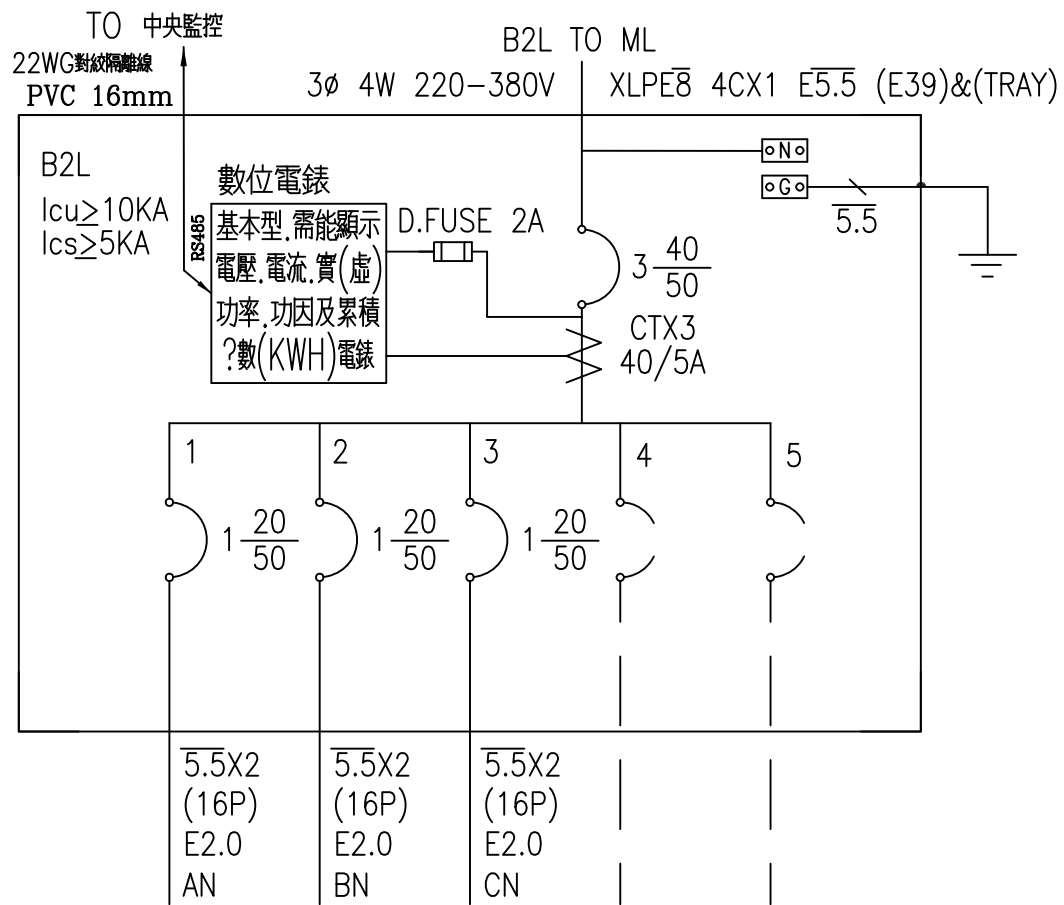 TO 中央監控
22WG對絞隔離線
PVC 16mm
B2L TO ML
3ø 4W 220-380V
XLPE8 4CX1 E5.5 (E39)&(TRAY)
B2L
Icu≥10KA
Ics≥5KA
RS485
數位電錶
基本型.需能顯示
電壓.電流.實(虛)
功率.功因及累積
?數(KWH)電錶
D.FUSE 2A
N
G
5.5
3 40/50
CTX3
40/5A
1
2
3
4
5
1 20/50
1 20/50
1 20/50
5.5X2
(16P)
E2.0
AN
5.5X2
(16P)
E2.0
BN
5.5X2
(16P)
E2.0
CN